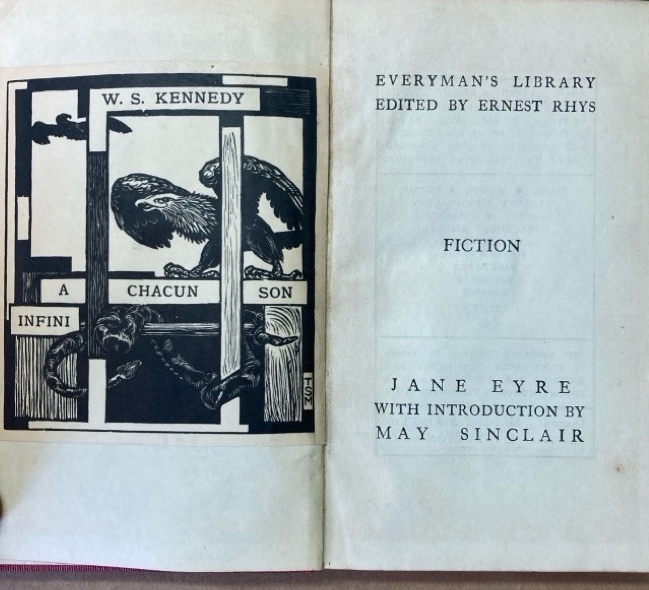 W. S. KENNEDY
A CHACUN SON
INFINI
EVERYMAN'S LIBRARY
EDITED BY ERNEST RHYS
FICTION
JANE EYRE
WITH INTRODUCTION BY
MAY SINCLAIR